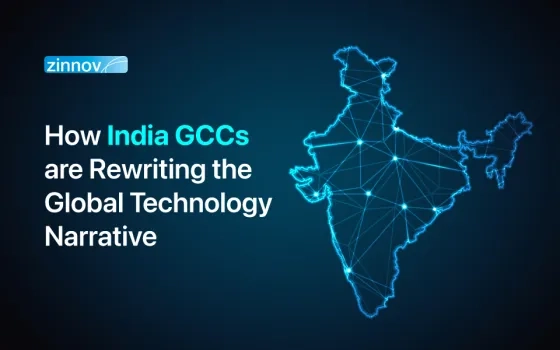 zinnov
How India GCCs
are Rewriting the
Global Technology
Narrative